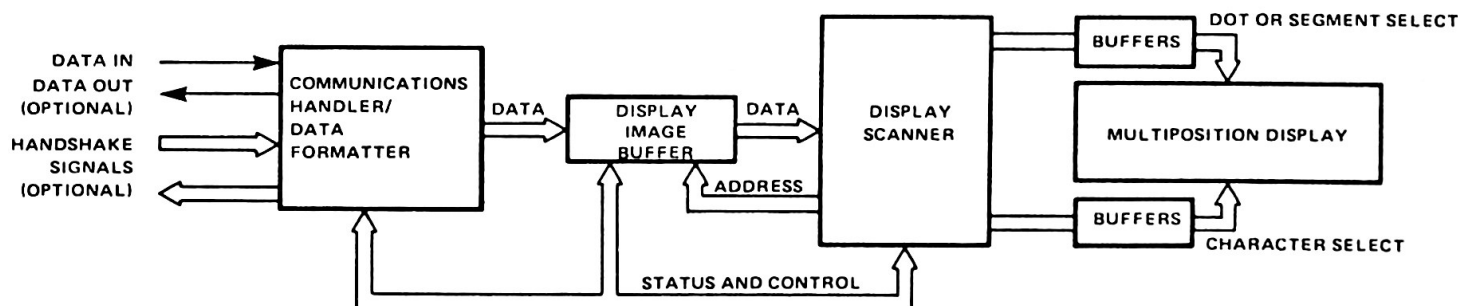 DATA IN
DATA OUT
(OPTIONAL)
HANDSHAKE
SIGNALS
(OPTIONAL)
COMMUNICATIONS
HANDLER/
DATA
FORMATTER
DATA
DISPLAY
IMAGE
BUFFER
DATA
ADDRESS
STATUS AND CONTROL
DISPLAY
SCANNER
BUFFERS
DOT OR SEGMENT SELECT
MULTIPOSITION DISPLAY
BUFFERS
CHARACTER SELECT